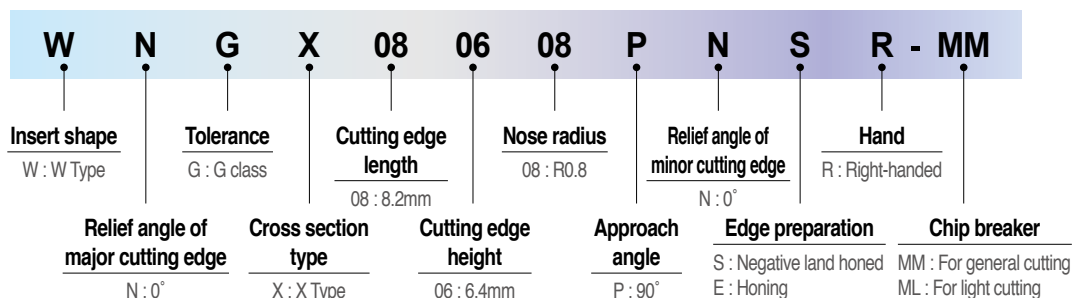 W N G X 08 06 08 P N S R - MM
Insert shape
W : W Type
Tolerance
G : G class
Cutting edge
length
08 : 8.2mm
Nose radius
08 : R0.8
Relief angle of
minor cutting edge
N : 0˚
Hand
R : Right-handed
Relief angle of
major cutting edge
N : 0˚
Cross section
type
X : X Type
Cutting edge
height
06 : 6.4mm
Approach
angle
P : 90˚
Edge preparation
S : Negative land honed
E : Honing
Chip breaker
MM : For general cutting
ML : For light cutting